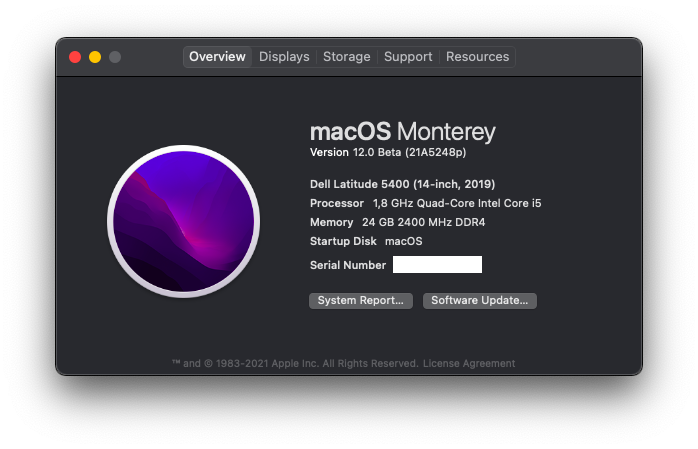 Overview Displays Storage Support Resources
macOS Monterey
Version 12.0 Beta (21A5248p)
Dell Latitude 5400 (14-inch, 2019)
Processor 1,8 GHz Quad-Core Intel Core i5
Memory 24 GB 2400 MHz DDR4
Startup Disk macOS
Serial Number
System Report... Software Update...
™ and © 1983-2021 Apple Inc. All Rights Reserved. License Agreement